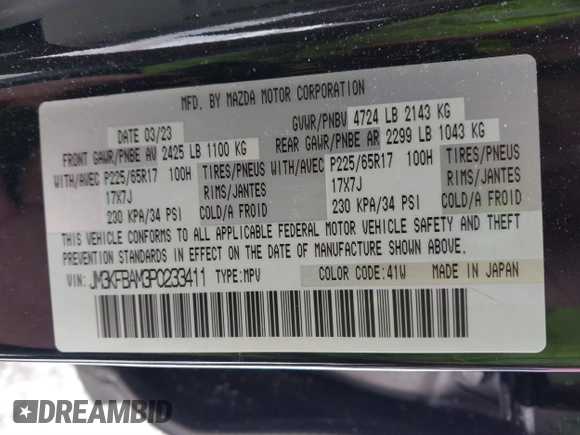 MFD. BY MAZDA MOTOR CORPORATION
DATE 03/23 GVWR/PNBV 4724 LB 2143 KG
FRONT GAWR/PNBE AV 2425 LB 1100 KG REAR GAWR/PNBE AR 2299 LB 1043 KG
WITH/AVEC P225/65R17 100H TIRES/PNEUS WITH/AVEC P225/65R17 100H TIRES/PNEUS
17X7J RIMS/JANTES 17X7J RIMS/JANTES
230 KPA/34 PSI COLD/A FROID 230 KPA/34 PSI COLD/A FROID
THIS VEHICLE CONFORMS TO ALL APPLICABLE FEDERAL MOTOR VEHICLE SAFETY AND THEFT
PREVENTION STANDARDS IN EFFECT ON THE DATE OF MANUFACTURE SHOWN ABOVE.
VIN: JM3KFBAM3P0233411 TYPE:MPV COLOR CODE:41W MADE IN JAPAN
DREAMBID